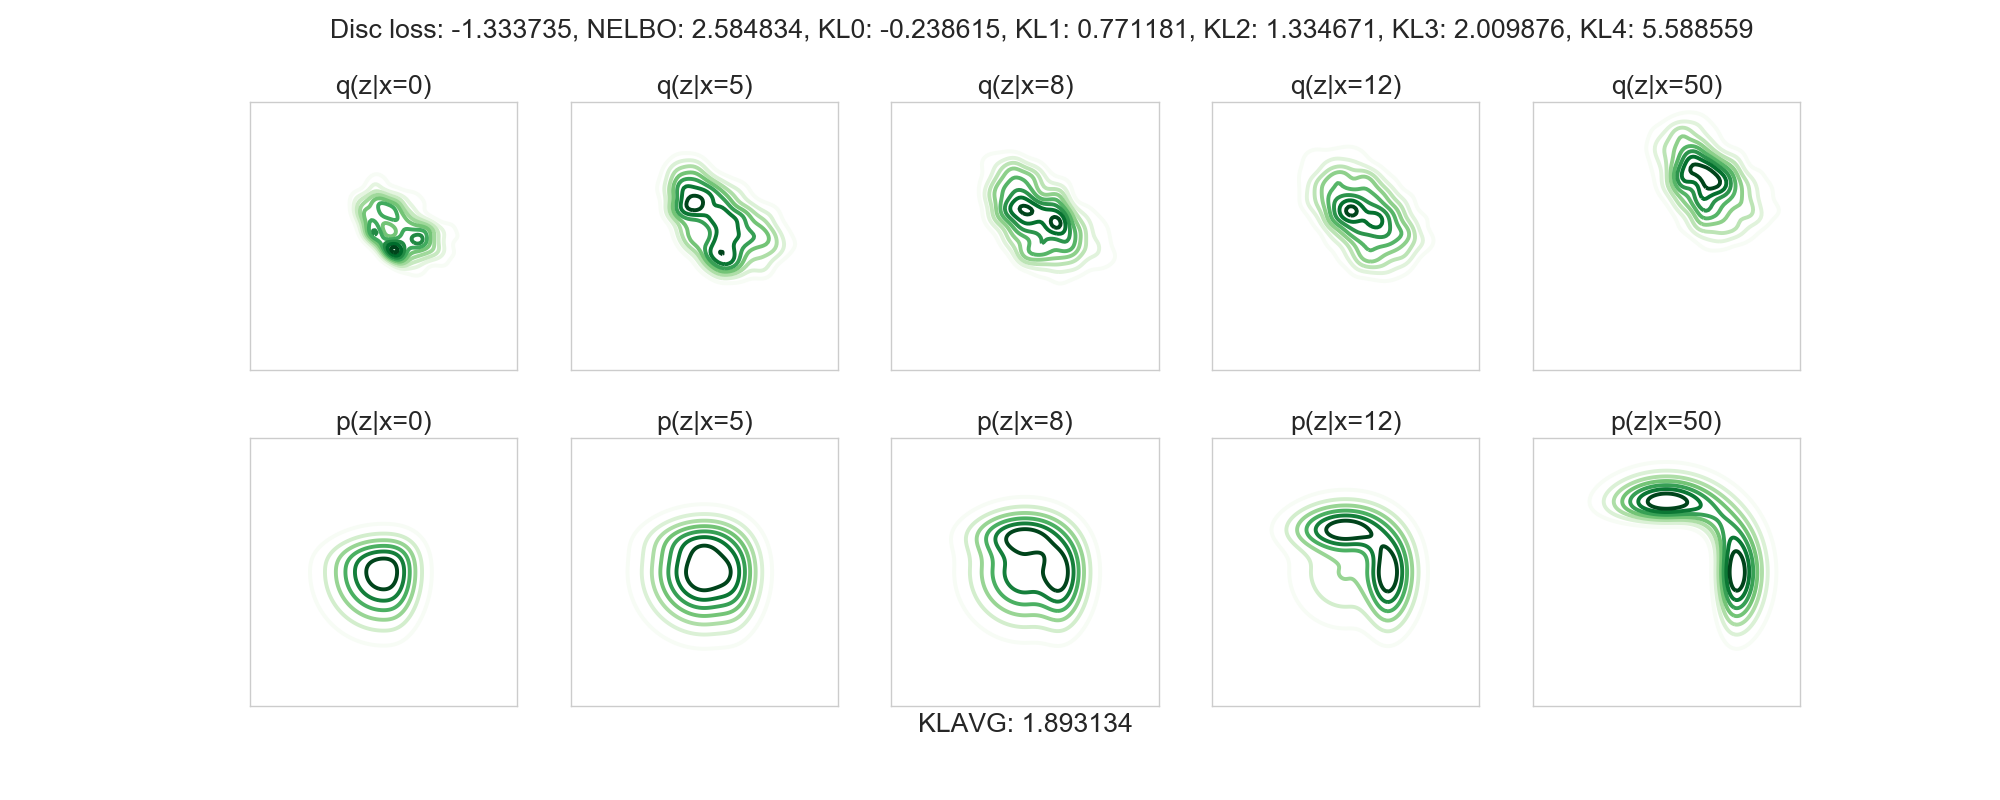 Disc loss: -1.333735, NELBO: 2.584834, KL0: -0.238615, KL1: 0.771181, KL2: 1.334671, KL3: 2.009876, KL4: 5.588559
q(z|x=0) q(z|x=5) q(z|x=8) q(z|x=12) q(z|x=50)
p(z|x=0) p(z|x=5) p(z|x=8) p(z|x=12) p(z|x=50)
KLAVG: 1.893134